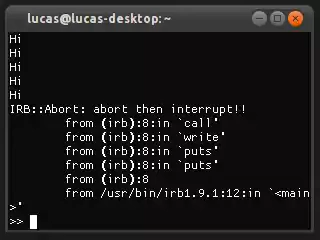 lucas@lucas-desktop:~
Hi
Hi
Hi
Hi
Hi
IRB::Abort: abort then interrupt!!
from (irb):8:in `call'
from (irb):8:in `write'
from (irb):8:in `puts'
from (irb):8:in `puts'
from (irb):8
from /usr/bin/irb1.9.1:12:in `<main
>'
>>